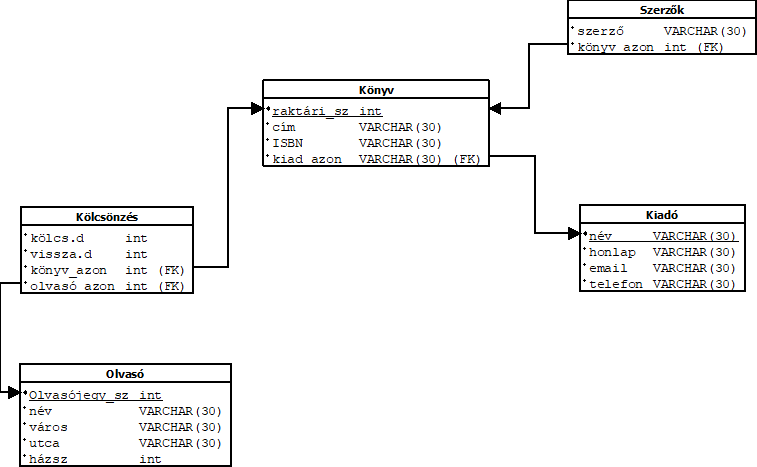 Szerzők
szerző VARCHAR(30)
könyv_azon int (FK)
Könyv
raktári_sz int
cím VARCHAR(30)
ISBN VARCHAR(30)
kiad_azon VARCHAR(30) (FK)
Kölcsönzés
kölcs.d int
vissza.d int
könyv_azon int (FK)
olvasó_azon int (FK)
Kiadó
név VARCHAR(30)
honlap VARCHAR(30)
email VARCHAR(30)
telefon VARCHAR(30)
Olvasó
Olvasójegy_sz int
név VARCHAR(30)
város VARCHAR(30)
utca VARCHAR(30)
házsz int